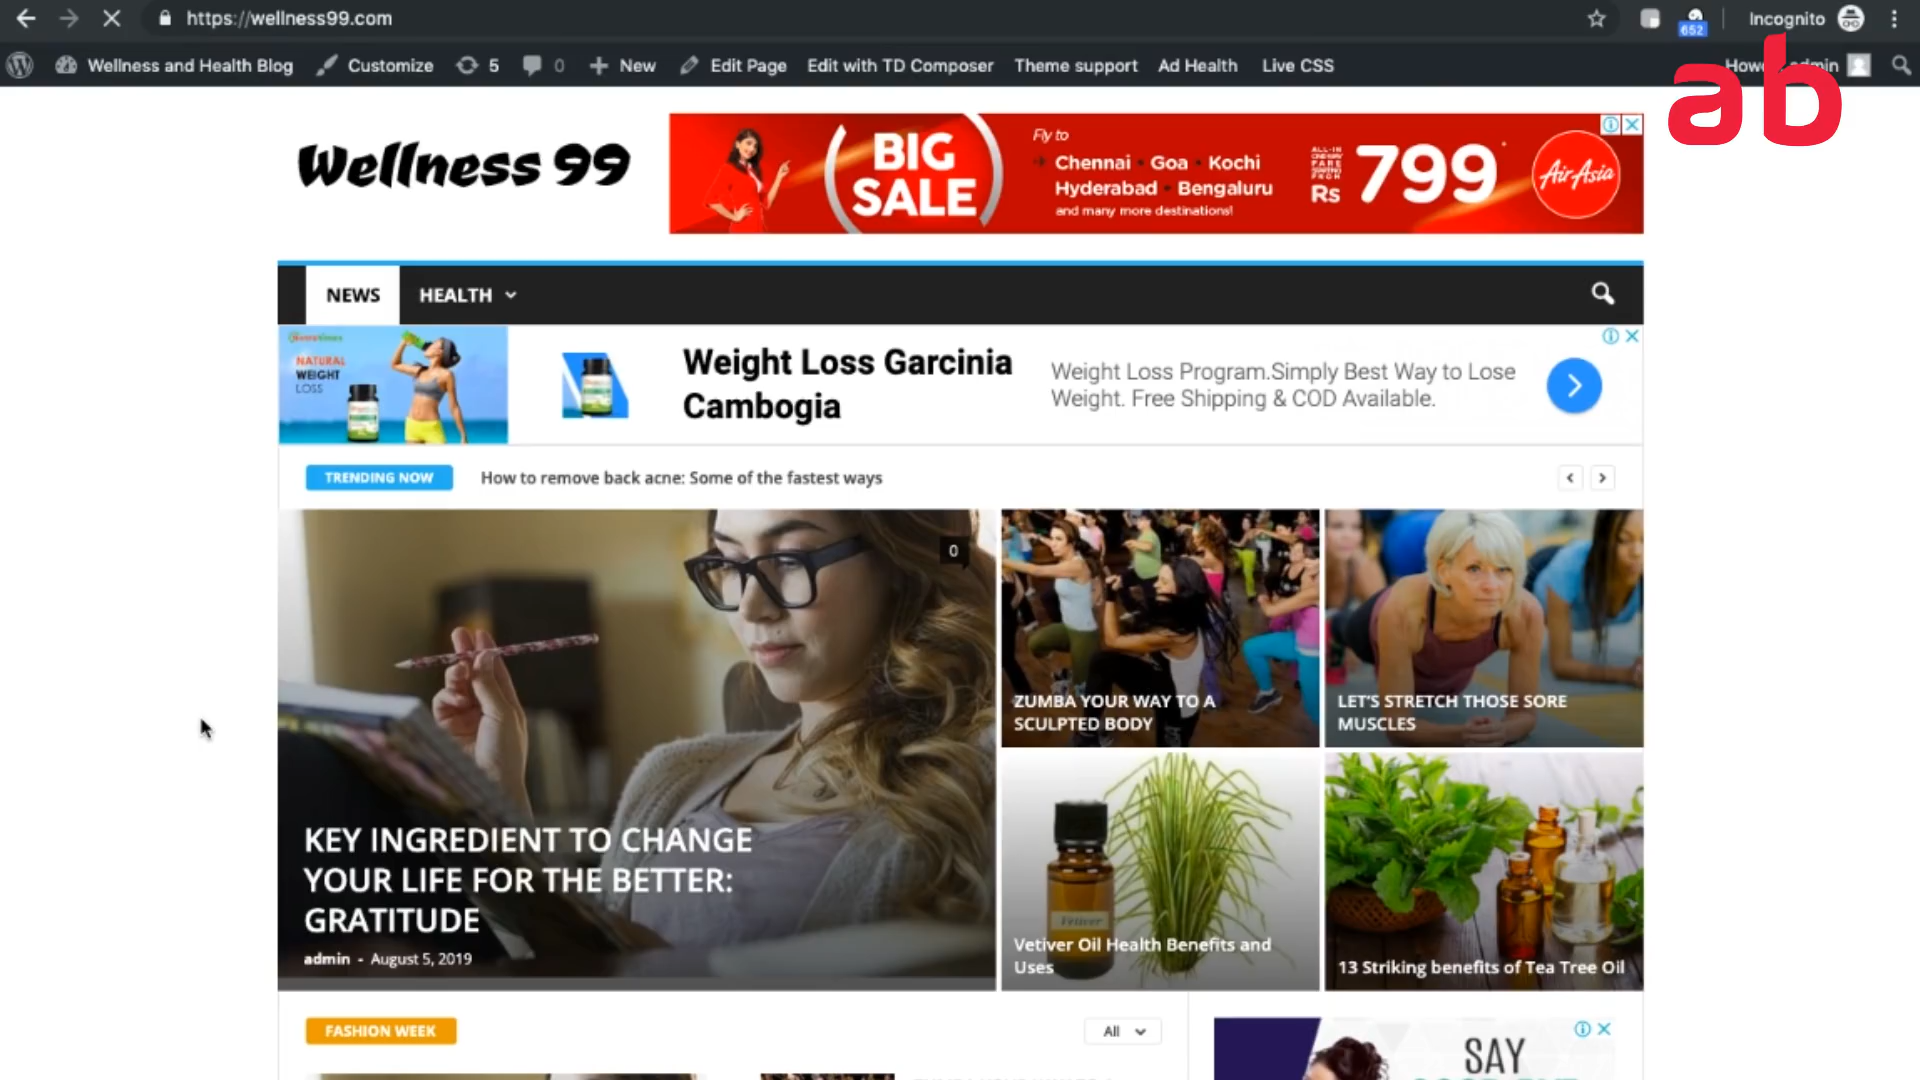 https://wellness99.com
652
Incognito
Wellness and Health Blog
Customize
5
0
New
Edit Page
Edit with TD Composer
Theme support
Ad Health
Live CSS
admin
ab
Wellness 99
BIG
SALE
Fly to
Chennai Goa Kochi
Hyderabad Bengaluru
and many more destinations!
Rs 799
AirAsia
NEWS
HEALTH
NATURAL
WEIGHT
LOSS
Weight Loss Garcinia
Cambogia
Weight Loss Program.Simply Best Way to Lose
Weight. Free Shipping & COD Available.
TRENDING NOW
How to remove back acne: Some of the fastest ways
0
KEY INGREDIENT TO CHANGE
YOUR LIFE FOR THE BETTER:
GRATITUDE
admin - August 5, 2019
ZUMBA YOUR WAY TO A
SCULPTED BODY
LET'S STRETCH THOSE SORE
MUSCLES
Vetiver
Vetiver Oil Health Benefits and
Uses
13 Striking benefits of Tea Tree Oil
FASHION WEEK
All
SAY